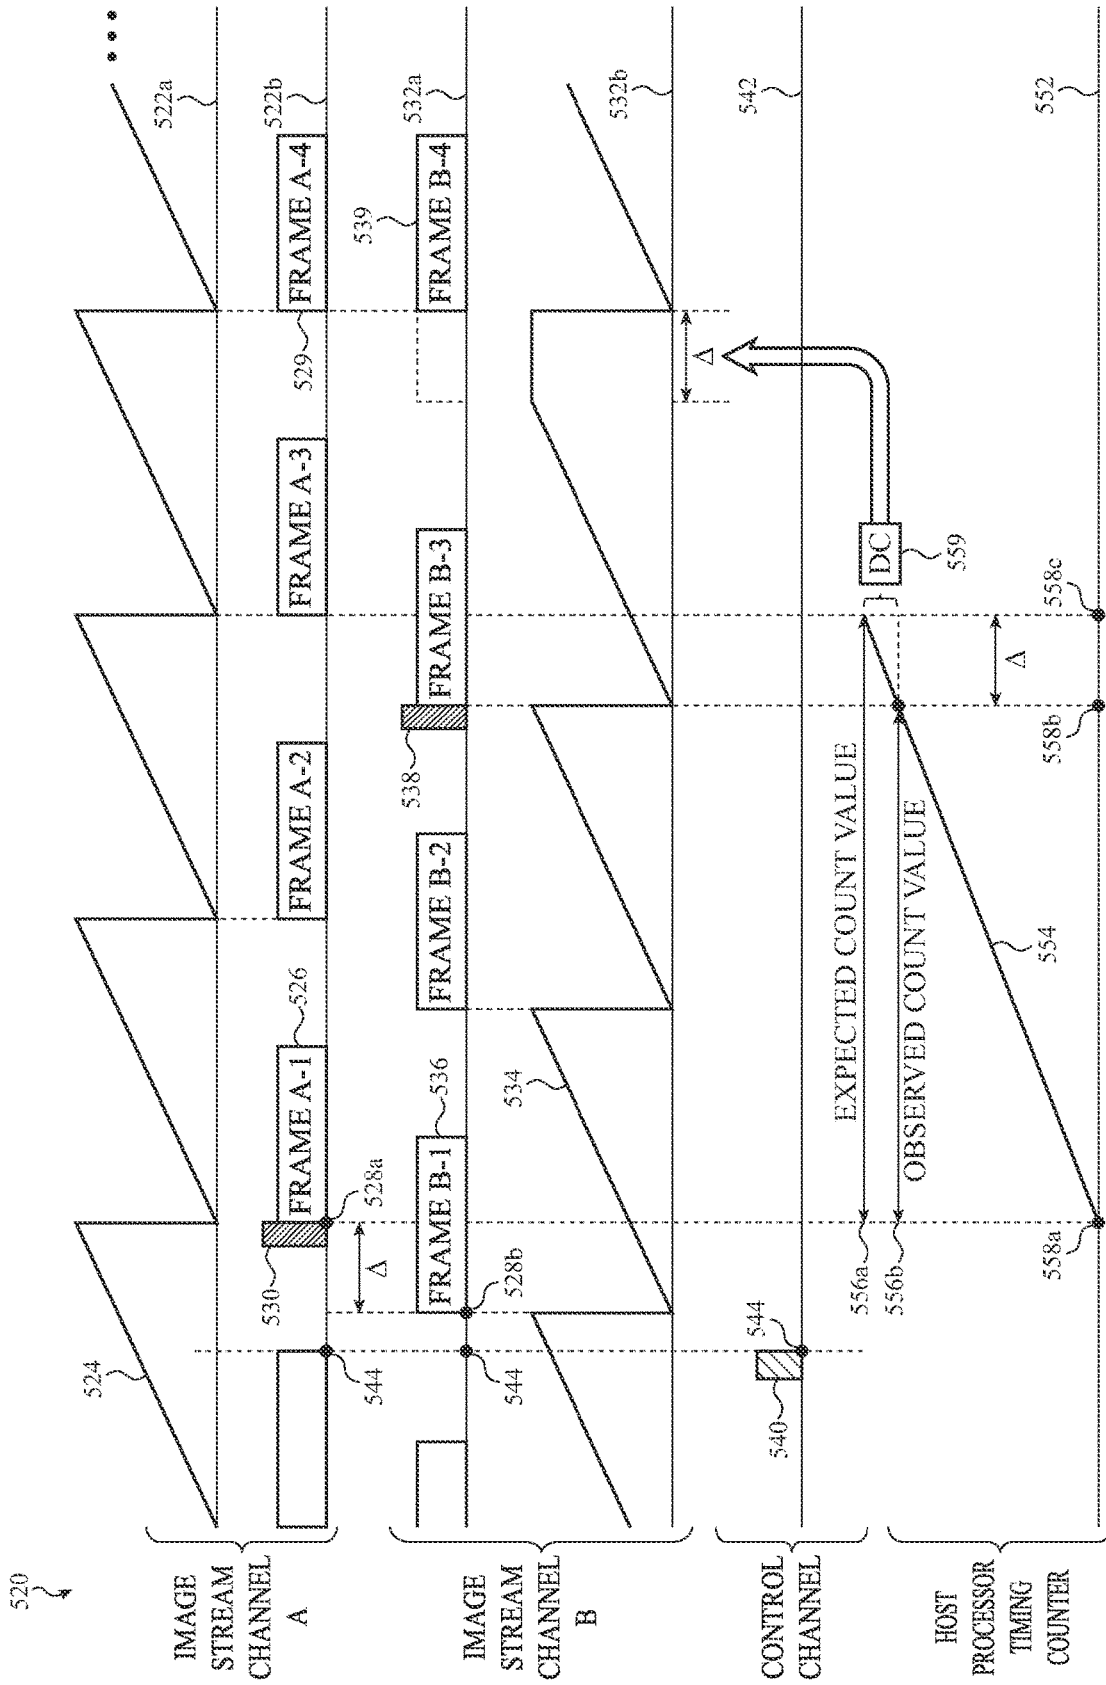 520
IMAGE
STREAM
CHANNEL
A
524
522a
522b
530
528a
526
FRAME A-1
FRAME A-2
FRAME A-3
FRAME A-4
529
Δ
544
IMAGE
STREAM
CHANNEL
B
532a
532b
FRAME B-1
536
FRAME B-2
FRAME B-3
FRAME B-4
538
539
528b
544
534
Δ
CONTROL
CHANNEL
540
544
542
HOST
PROCESSOR
TIMING
COUNTER
556a
556b
EXPECTED COUNT VALUE
OBSERVED COUNT VALUE
DC
559
554
Δ
558a
558b
558c
552